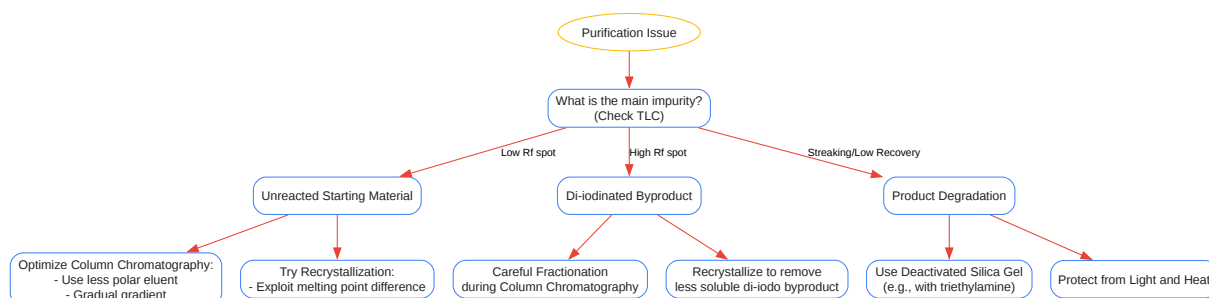 Purification Issue
What is the main impurity?
(Check TLC)
Low Rf spot
High Rf spot
Streaking/Low Recovery
Unreacted Starting Material
Di-iodinated Byproduct
Product Degradation
Optimize Column Chromatography:
- Use less polar eluent
- Gradual gradient
Try Recrystallization:
- Exploit melting point difference
Careful Fractionation
during Column Chromatography
Recrystallize to remove
less soluble di-iodo byproduct
Use Deactivated Silica Gel
(e.g., with triethylamine)
Protect from Light and Heat